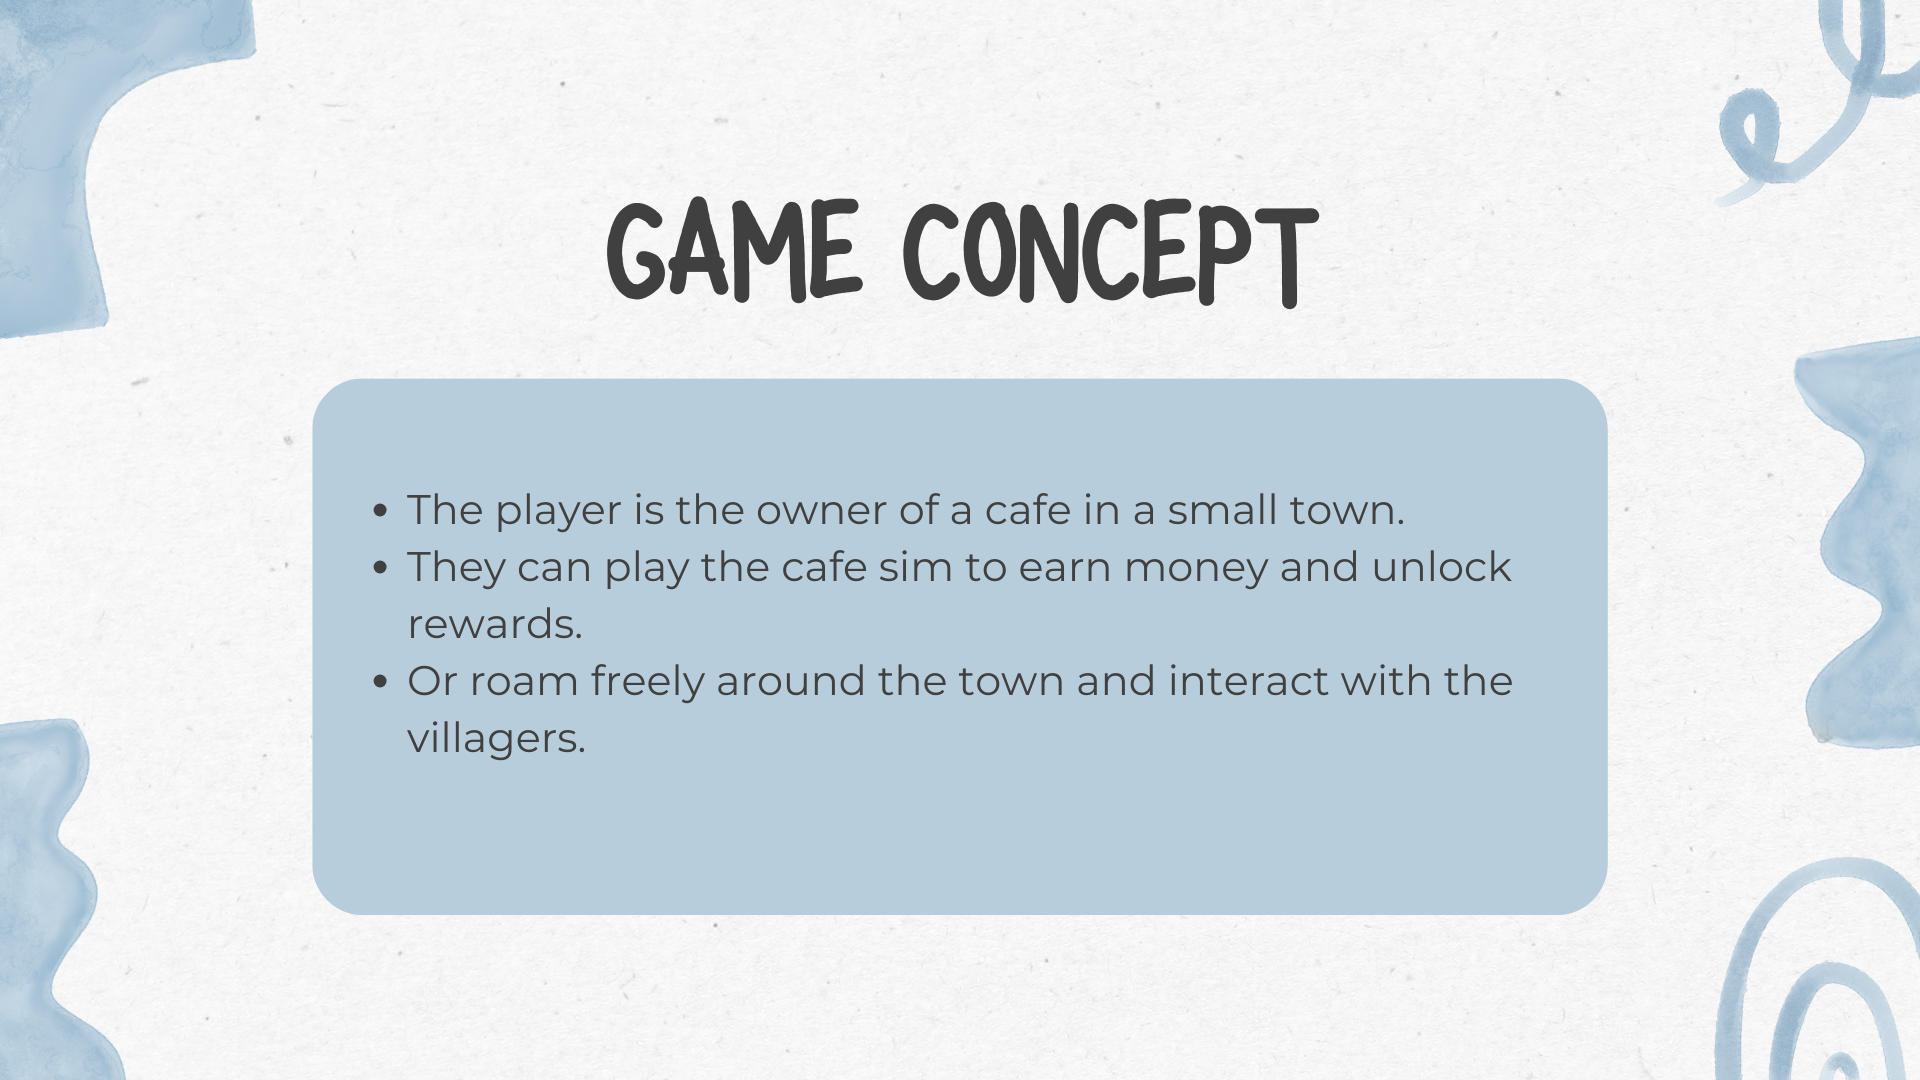 GAME CONCEPT
• The player is the owner of a cafe in a small town.
• They can play the cafe sim to earn money and unlock
rewards.
• Or roam freely around the town and interact with the
villagers.